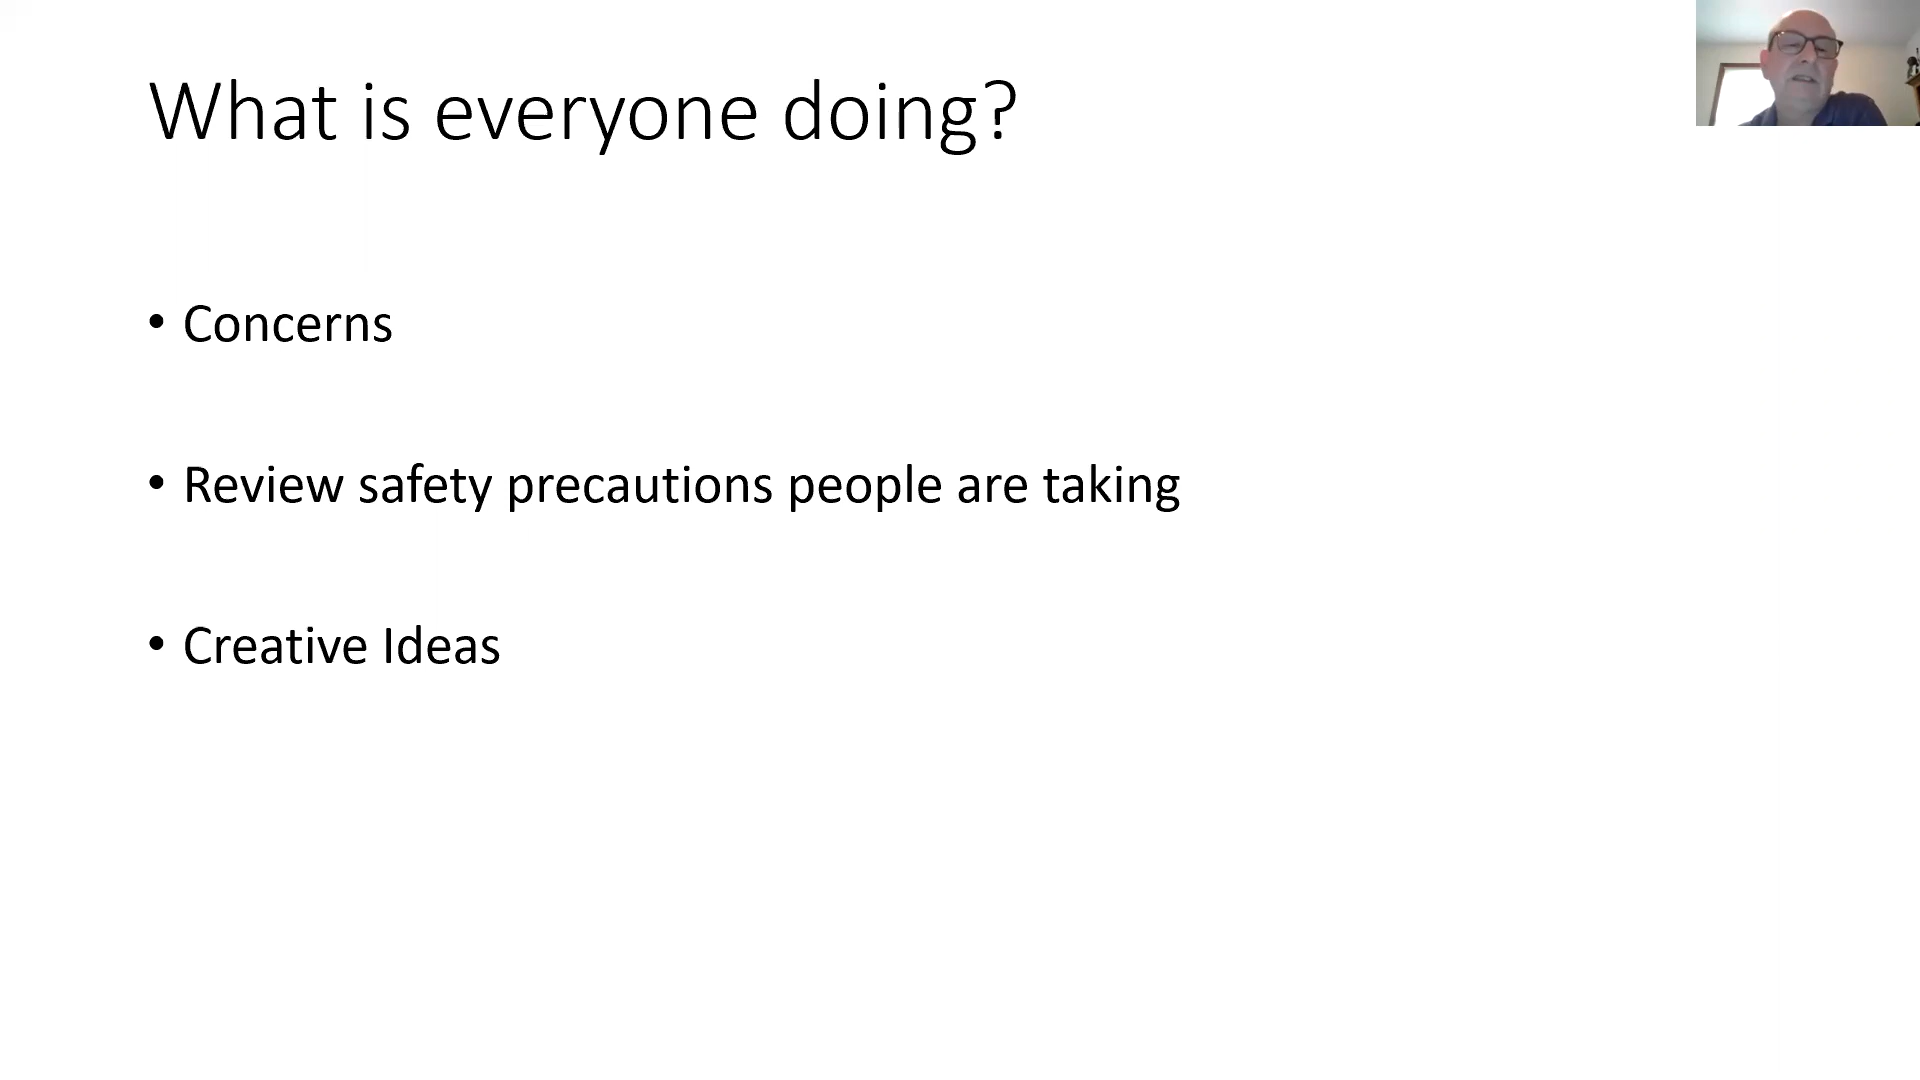 What is everyone doing?
• Concerns
• Review safety precautions people are taking
• Creative Ideas